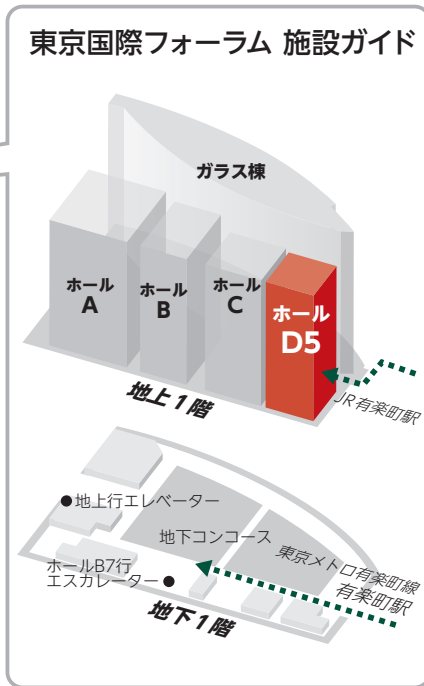 東京国際フォーラム 施設ガイド
ガラス棟
ホール
A
ホール
B
ホール
C
ホール
D5
地上1階
JR有楽町駅
●地上行エレベーター
地下コンコース
ホールB7行
エスカレーター●
東京メトロ有楽町線
有楽町駅
地下1階